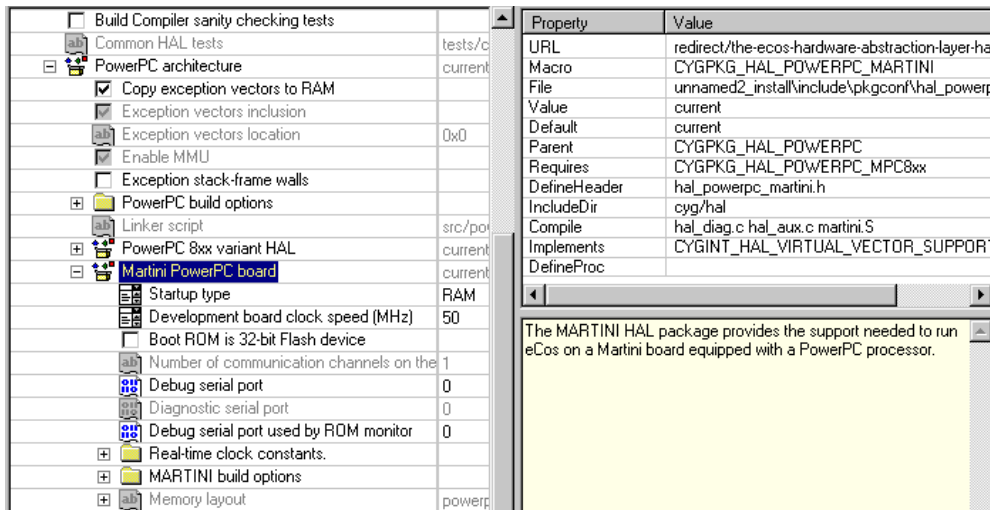 Build Compiler sanity checking tests
Common HAL tests tests/c
PowerPC architecture current
Copy exception vectors to RAM
Exception vectors inclusion
Exception vectors location 0x0
Enable MMU
Exception stack-frame walls
PowerPC build options
Linker script src/po
PowerPC 8xx variant HAL current
Martini PowerPC board current
Startup type RAM
Development board clock speed (MHz) 50
Boot ROM is 32-bit Flash device
Number of communication channels on the 1
Debug serial port 0
Diagnostic serial port 0
Debug serial port used by ROM monitor 0
Real-time clock constants.
MARTINI build options
Memory layout powerp
Property Value
URL redirect/the-ecos-hardware-abstraction-layer-ha
Macro CYGPKG_HAL_POWERPC_MARTINI
File unnamed2_install\include\pkgconf\hal_powerp
Value current
Default current
Parent CYGPKG_HAL_POWERPC
Requires CYGPKG_HAL_POWERPC_MPC8xx
DefineHeader hal_powerpc_martini.h
IncludeDir cyg/hal
Compile hal_diag.c hal_aux.c martini.S
Implements CYGINT_HAL_VIRTUAL_VECTOR_SUPPORT
DefineProc
The MARTINI HAL package provides the support needed to run
eCos on a Martini board equipped with a PowerPC processor.